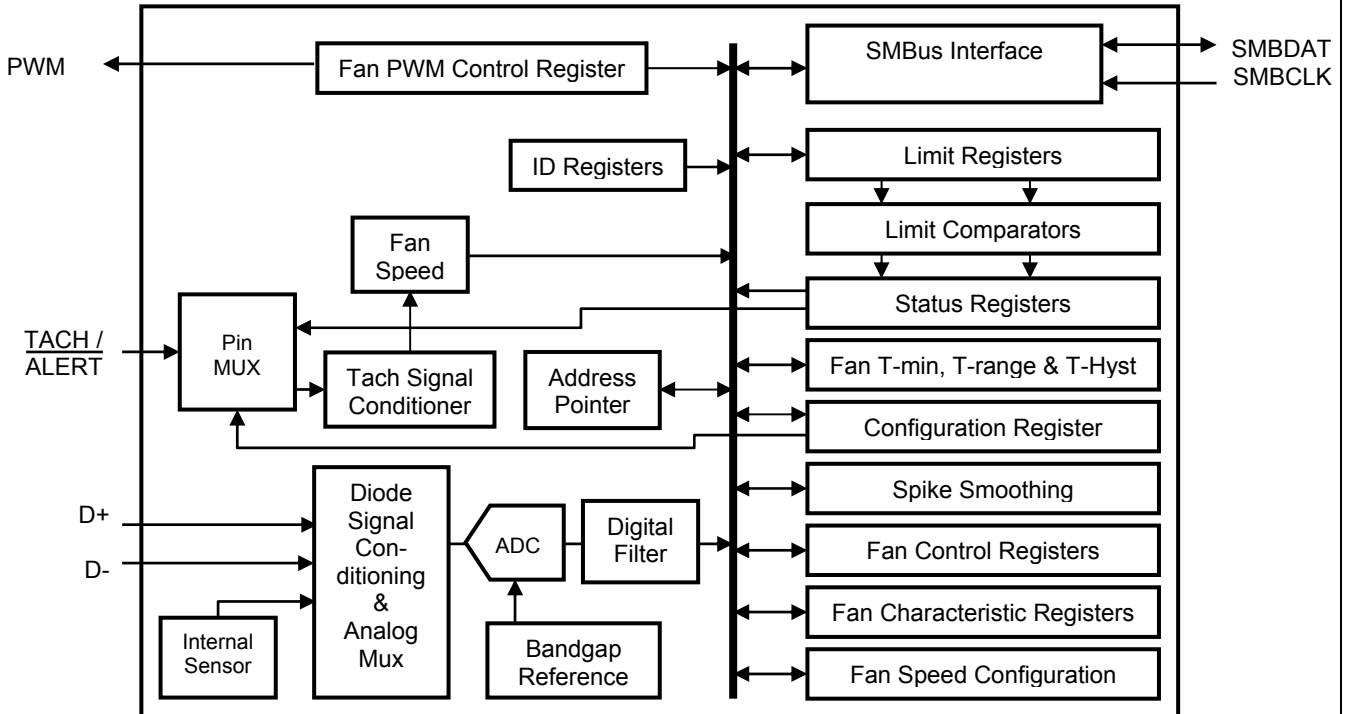 PWM
Fan PWM Control Register
SMBus Interface
SMBDAT
SMBCLK
ID Registers
Limit Registers
Limit Comparators
Fan
Speed
Status Registers
TACH /
ALERT
Pin
MUX
Tach Signal
Conditioner
Address
Pointer
Fan T-min, T-range & T-Hyst
Configuration Register
Diode
Signal
Con-
ditioning
&
Analog
Mux
D+
D-
ADC
Digital
Filter
Spike Smoothing
Fan Control Registers
Internal
Sensor
Bandgap
Reference
Fan Characteristic Registers
Fan Speed Configuration